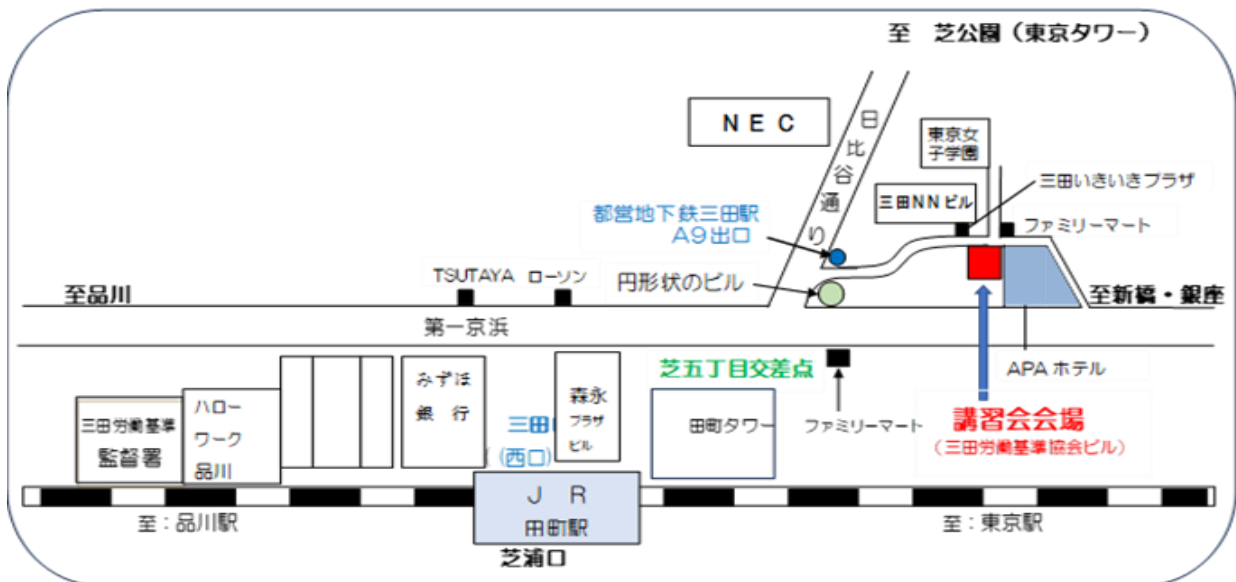 至　芝公園（東京タワー）
NEC
日比谷通り
東京女
子学園
三田いきいきプラザ
三田NNビル
ファミリーマート
都営地下鉄三田駅
A9出口
TSUTAYA　ローソン
円形状のビル
至品川
至新橋・銀座
第一京浜
芝五丁目交差点
APAホテル
みずほ
銀　行
森永
プラザ
ビル
三田
(西口)
田町タワー
ファミリーマート
講習会会場
（三田労働基準協会ビル）
三田労働基準
監督署
ハロー
ワーク
品川
ＪＲ
田町駅
至：品川駅
至：東京駅
芝浦口